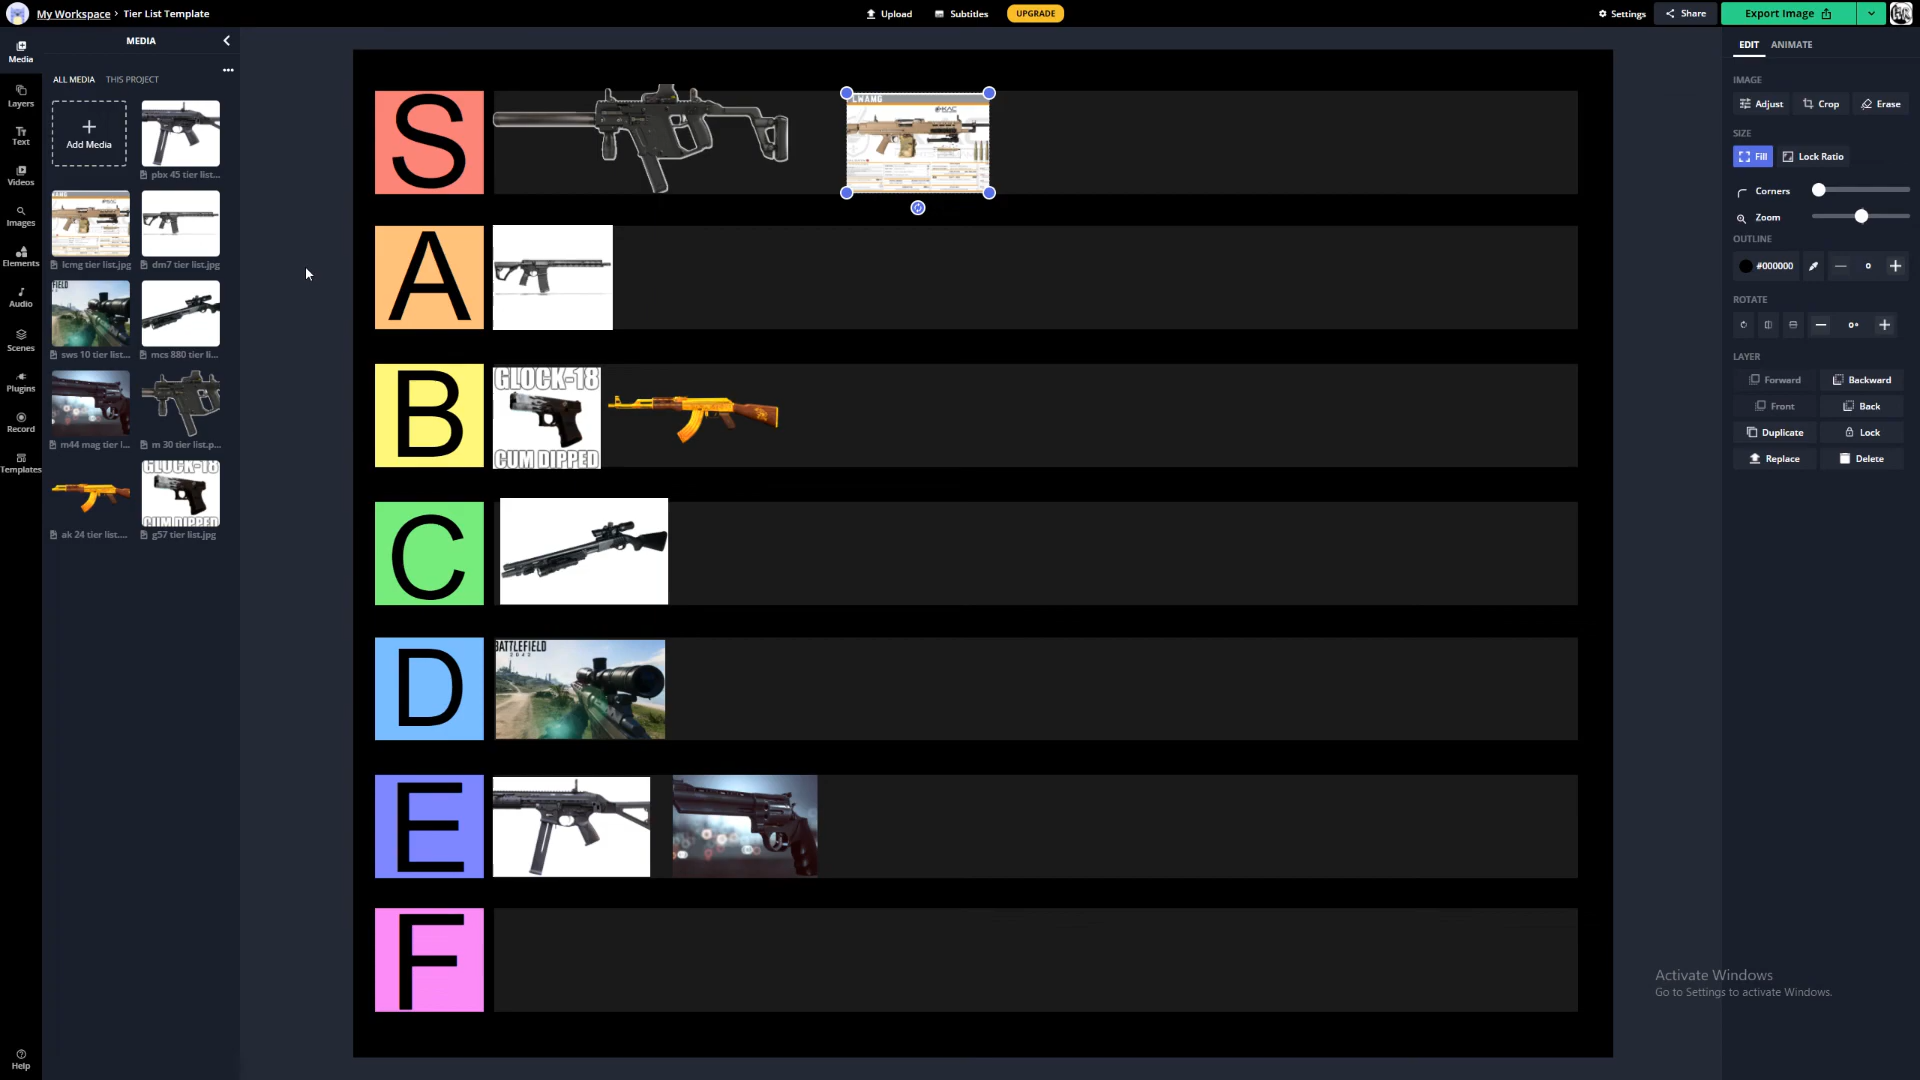 My Workspace › Tier List Template
Upload
Subtitles
UPGRADE
Settings
Share
Export Image
MEDIA
ALL MEDIA
THIS PROJECT
Media
Layers
Text
Videos
Images
Elements
Audio
Scenes
Plugins
Record
Templates
Help
Add Media
pbx 45 tier list...
lcmg tier list.jpg
dm7 tier list.jpg
sws 10 tier list...
mcs 880 tier li...
m44 mag tier l...
m 30 tier list.p...
ak 24 tier list....
g57 tier list.jpg
S
LWAMG
KAC
A
B
GLOCK-18
CUM DIPPED
C
D
BATTLEFIELD
2042
E
F
EDIT
ANIMATE
IMAGE
Adjust
Crop
Erase
SIZE
Fill
Lock Ratio
Corners
Zoom
OUTLINE
#000000
0
ROTATE
0°
LAYER
Forward
Backward
Front
Back
Duplicate
Lock
Replace
Delete
Activate Windows
Go to Settings to activate Windows.